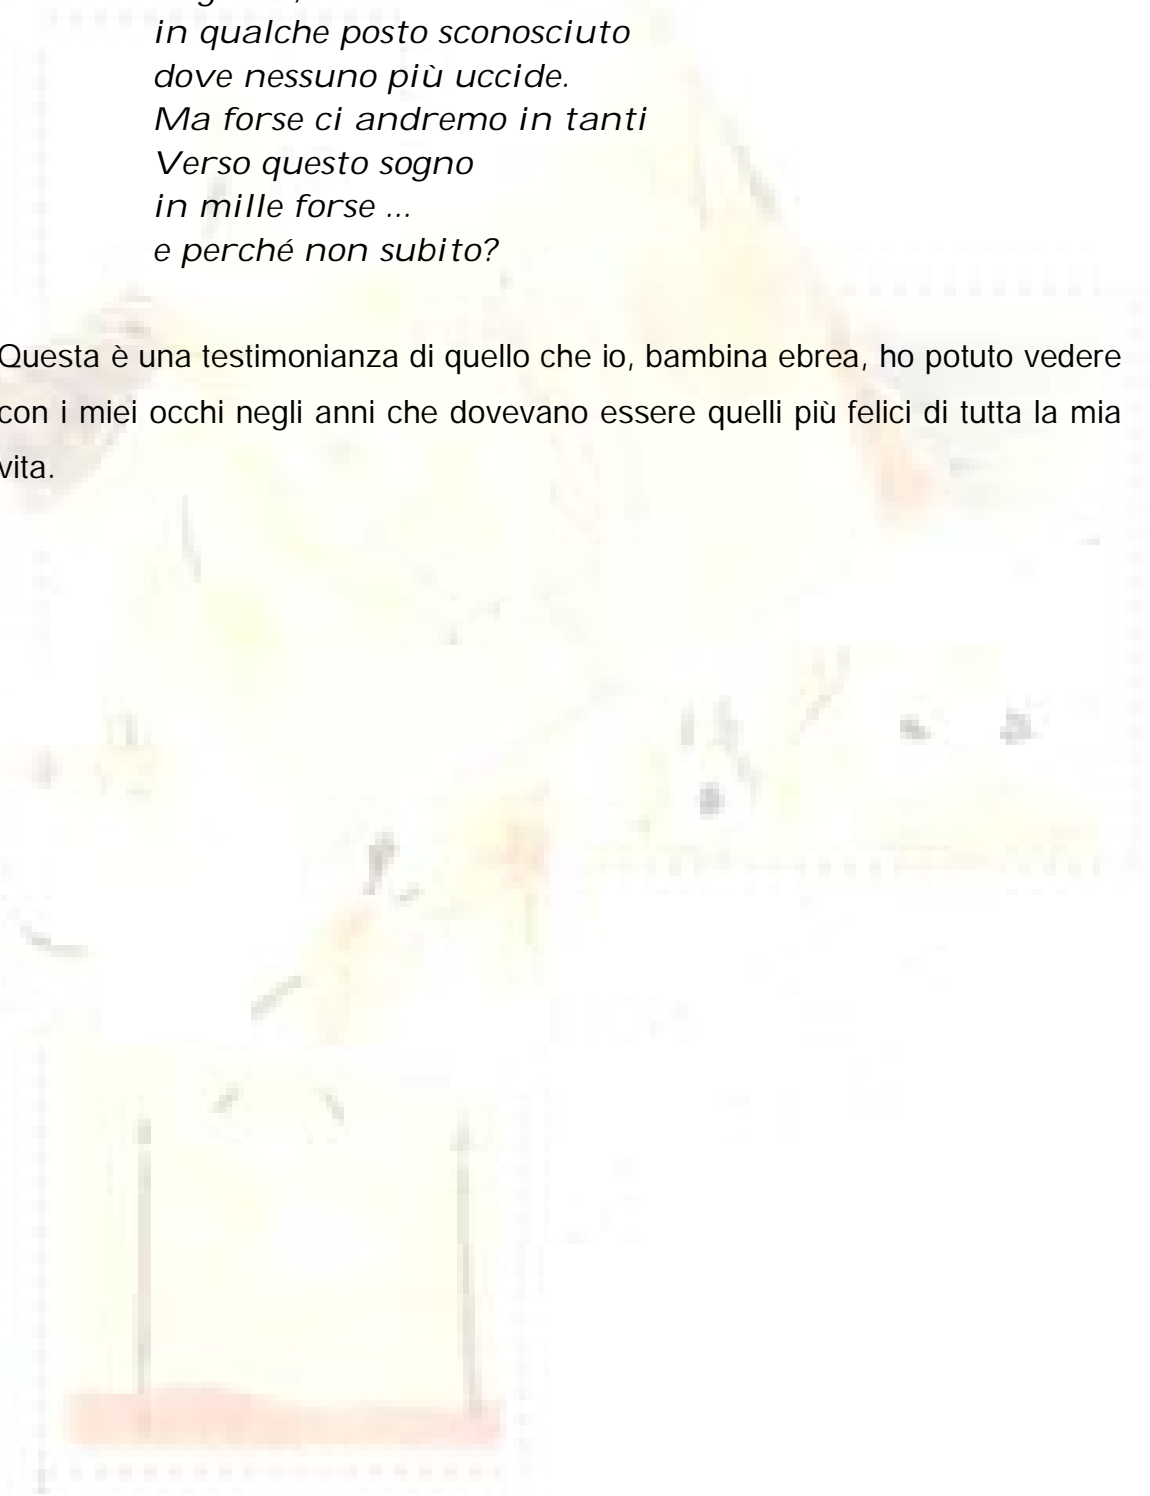 in qualche posto sconosciuto
dove nessuno più uccide.
Ma forse ci andremo in tanti
Verso questo sogno
in mille forse ...
e perché non subito?
Questa è una testimonianza di quello che io, bambina ebrea, ho potuto vedere
con i miei occhi negli anni che dovevano essere quelli più felici di tutta la mia
vita.